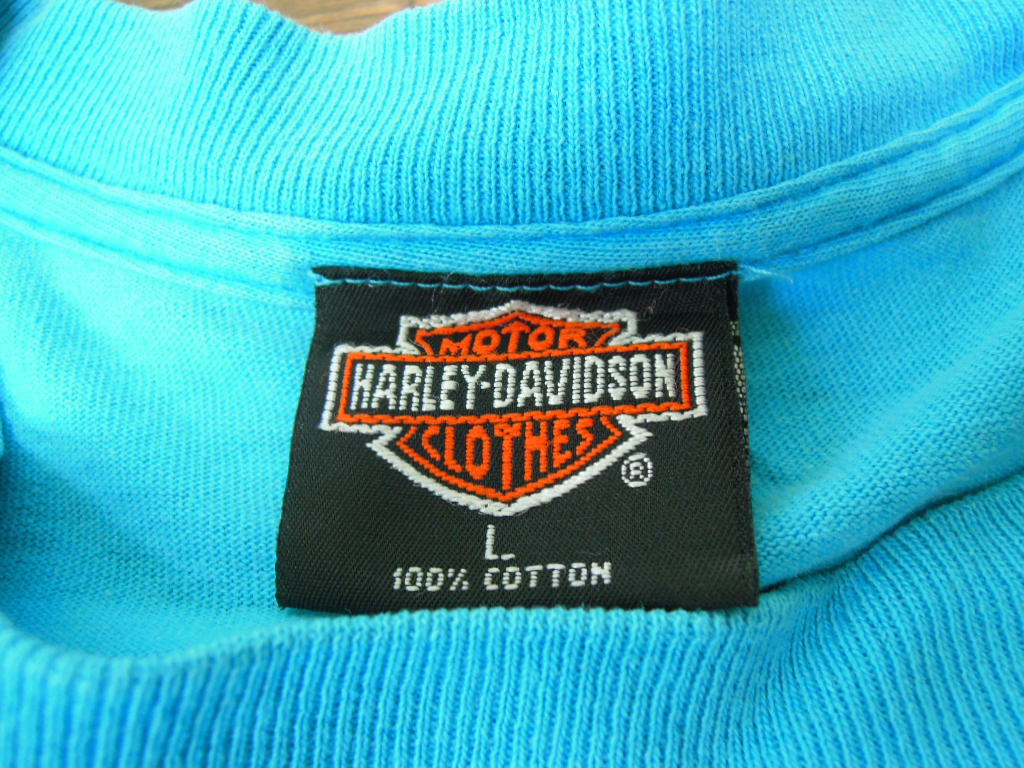 MOTOR
HARLEY-DAVIDSON
CLOTHES
®
L
100% COTTON